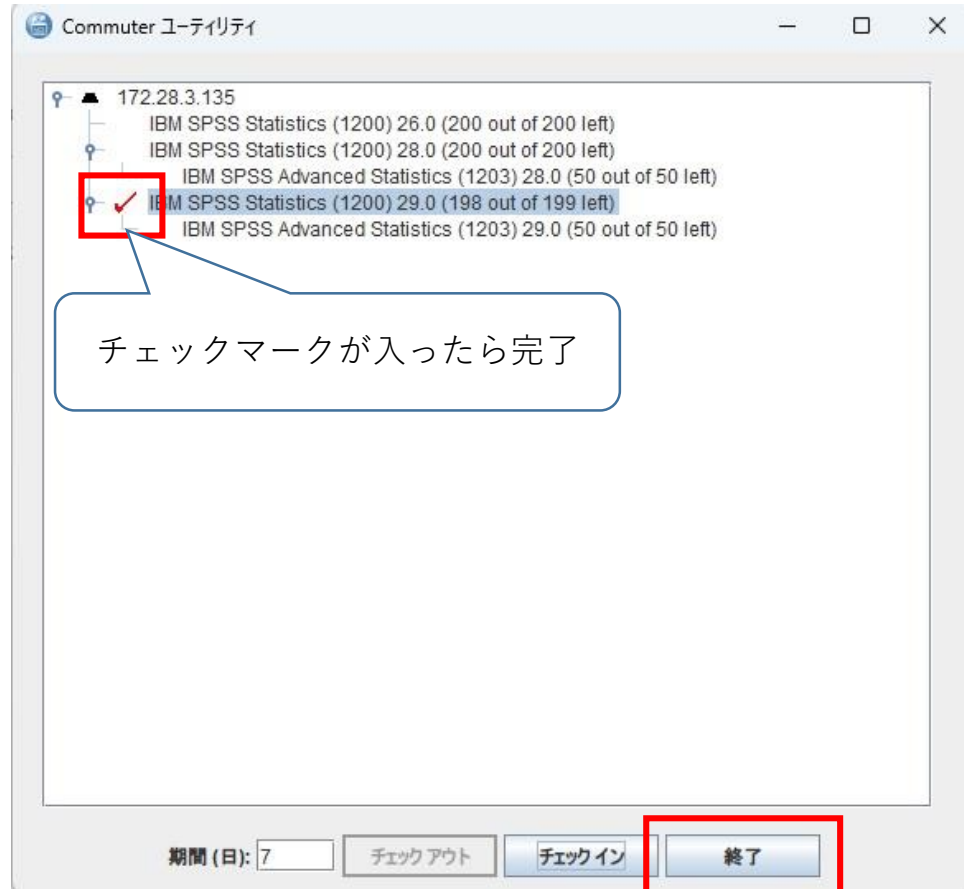 Commuter ユーティリティ
172.28.3.135
IBM SPSS Statistics (1200) 26.0 (200 out of 200 left)
IBM SPSS Statistics (1200) 28.0 (200 out of 200 left)
IBM SPSS Advanced Statistics (1203) 28.0 (50 out of 50 left)
IBM SPSS Statistics (1200) 29.0 (198 out of 199 left)
IBM SPSS Advanced Statistics (1203) 29.0 (50 out of 50 left)
チェックマークが入ったら完了
期間 (日): 7 チェック アウト チェック イン 終了